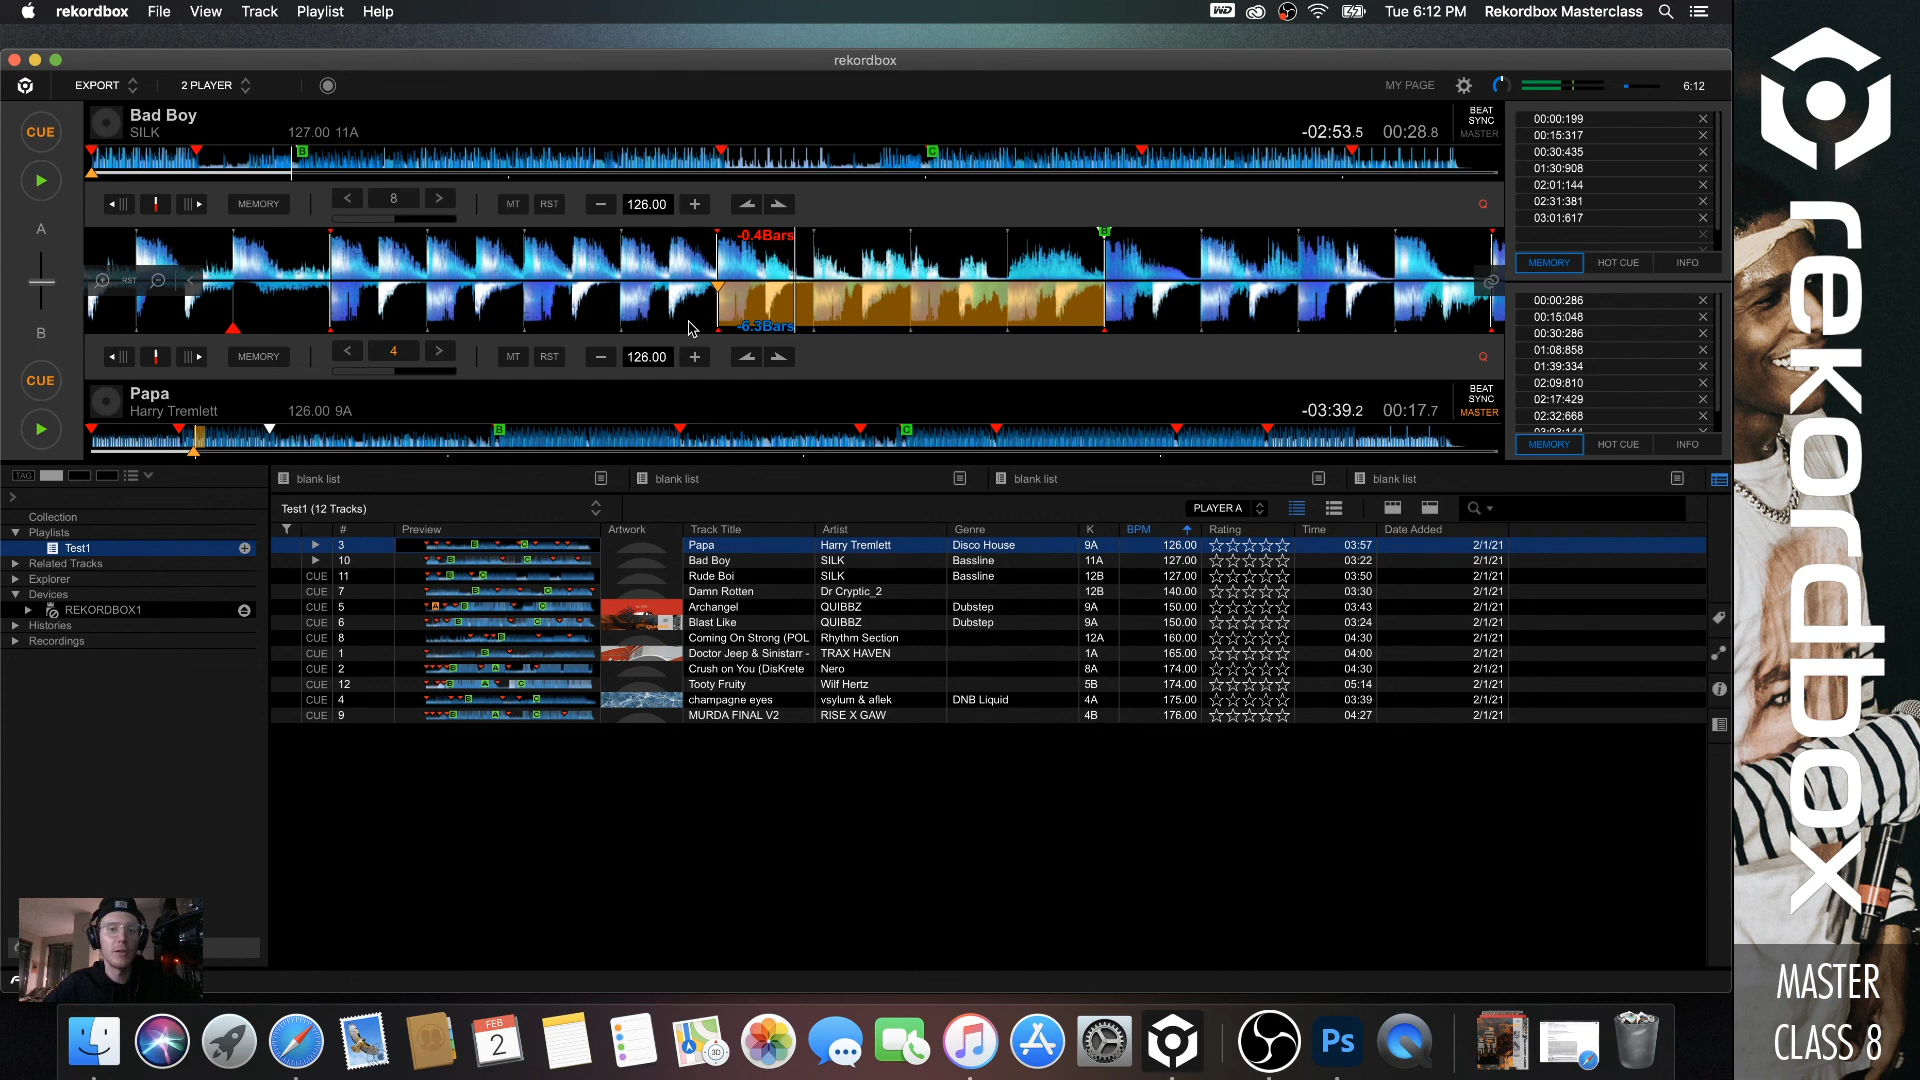 rekordbox File View Track Playlist Help
WD Tue 6:12 PM Rekordbox Masterclass
rekordbox
EXPORT 2 PLAYER MY PAGE 6:12
CUE
Bad Boy
SILK 127.00 11A
-02:53.5 00:28.8
BEAT
SYNC
MASTER
B C
MEMORY 8 MT RST 126.00 Q
A
-0.4Bars
B
RST
-6.3Bars
B
MEMORY 4 MT RST 126.00 Q
CUE
Papa
Harry Tremlett 126.00 9A
-03:39.2 00:17.7
BEAT
SYNC
MASTER
B C
00:00:199
00:15:317
00:30:435
01:30:908
02:01:144
02:31:381
03:01:617
MEMORY HOT CUE INFO
00:00:286
00:15:048
00:30:286
01:08:858
01:39:334
02:09:810
02:17:429
02:32:668
03:03:144
MEMORY HOT CUE INFO
TAG
blank list blank list blank list blank list
Collection
Playlists
Test1
Related Tracks
Explorer
Devices
REKORDBOX1
Histories
Recordings
Test1 (12 Tracks) PLAYER A
# Preview Artwork Track Title Artist Genre K BPM Rating Time Date Added
3 B C Papa Harry Tremlett Disco House 9A 126.00 03:57 2/1/21
10 B C Bad Boy SILK Bassline 11A 127.00 03:22 2/1/21
CUE 11 B C Rude Boi SILK Bassline 12B 127.00 03:50 2/1/21
CUE 7 B C Damn Rotten Dr Cryptic_2 12B 140.00 03:30 2/1/21
CUE 5 A B C Archangel QUIBBZ Dubstep 9A 150.00 03:43 2/1/21
CUE 6 B C Blast Like QUIBBZ Dubstep 9A 150.00 03:24 2/1/21
CUE 8 B Coming On Strong (POL Rhythm Section 12A 160.00 04:30 2/1/21
CUE 1 B C Doctor Jeep & Sinistarr - TRAX HAVEN 1A 165.00 04:00 2/1/21
CUE 2 B A C Crush on You (DisKrete Nero 8A 174.00 04:30 2/1/21
CUE 12 B A C Tooty Fruity Wilf Hertz 5B 174.00 05:14 2/1/21
CUE 4 B C champagne eyes vsylum & aflek DNB Liquid 4A 175.00 03:39 2/1/21
CUE 9 B A C MURDA FINAL V2 RISE X GAW 4B 176.00 04:27 2/1/21
FEB
2
3D
Ps
rekordbox
MASTER
CLASS 8